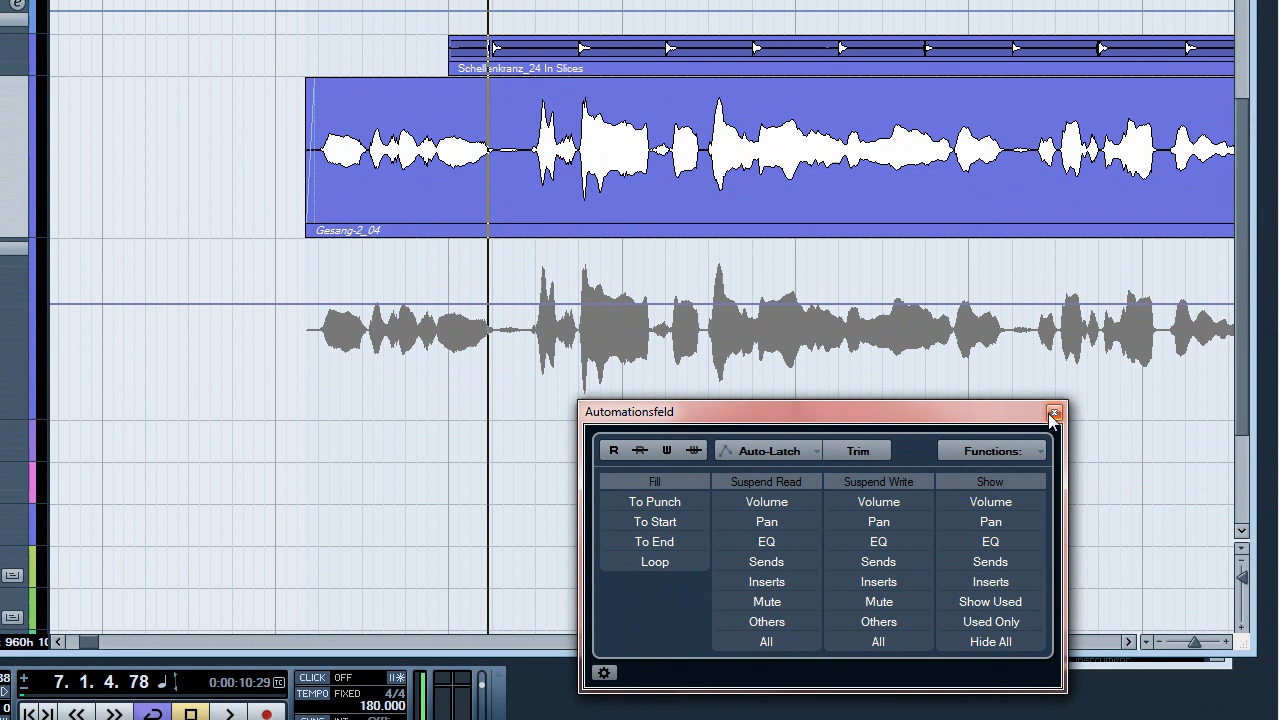 Schellenkranz_24 In Slices
Gesang-2_04
Automationsfeld
R R W W Auto-Latch Trim Functions:
Fill Suspend Read Suspend Write Show
To Punch Volume Volume Volume
To Start Pan Pan Pan
To End EQ EQ EQ
Loop Sends Sends Sends
Inserts Inserts Inserts
Mute Mute Show Used
Others Others Used Only
All All Hide All
960h
7. 1. 4. 78 0:00:10:29 TC
CLICK OFF
TEMPO FIXED 4/4
180.000